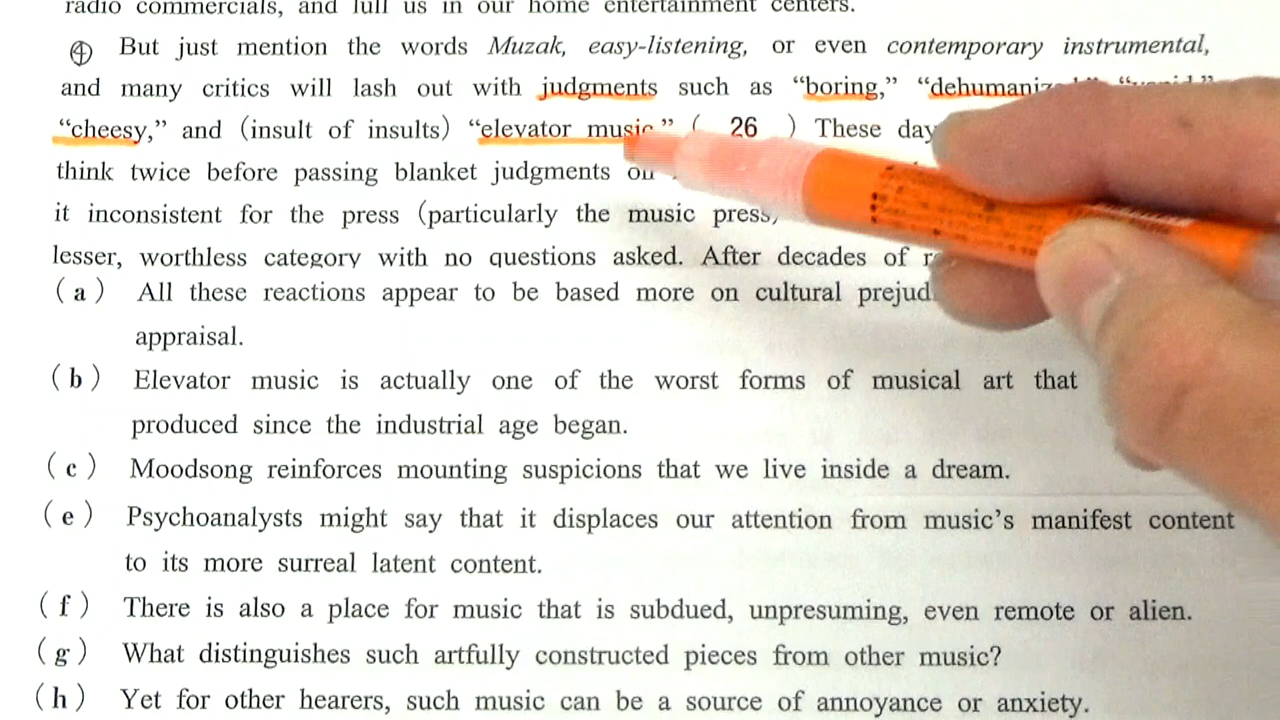 radio commercials, and lull us in our home entertainment centers.
④ But just mention the words Muzak, easy-listening, or even contemporary instrumental,
and many critics will lash out with judgments such as “boring,”
“cheesy,” and (insult of insults) “elevator music.” ( 26 ) These
think twice before passing blanket judgments
it inconsistent for the press (particularly the music press,
lesser, worthless category with no questions asked. After decades of
(a) All these reactions appear to be based more on cultural
appraisal.
(b) Elevator music is actually one of the worst forms of musical art that
produced since the industrial age began.
(c) Moodsong reinforces mounting suspicions that we live inside a dream.
(e) Psychoanalysts might say that it displaces our attention from music’s manifest content
to its more surreal latent content.
(f) There is also a place for music that is subdued, unpresuming, even remote or alien.
(g) What distinguishes such artfully constructed pieces from other music?
(h) Yet for other hearers, such music can be a source of annoyance or anxiety.